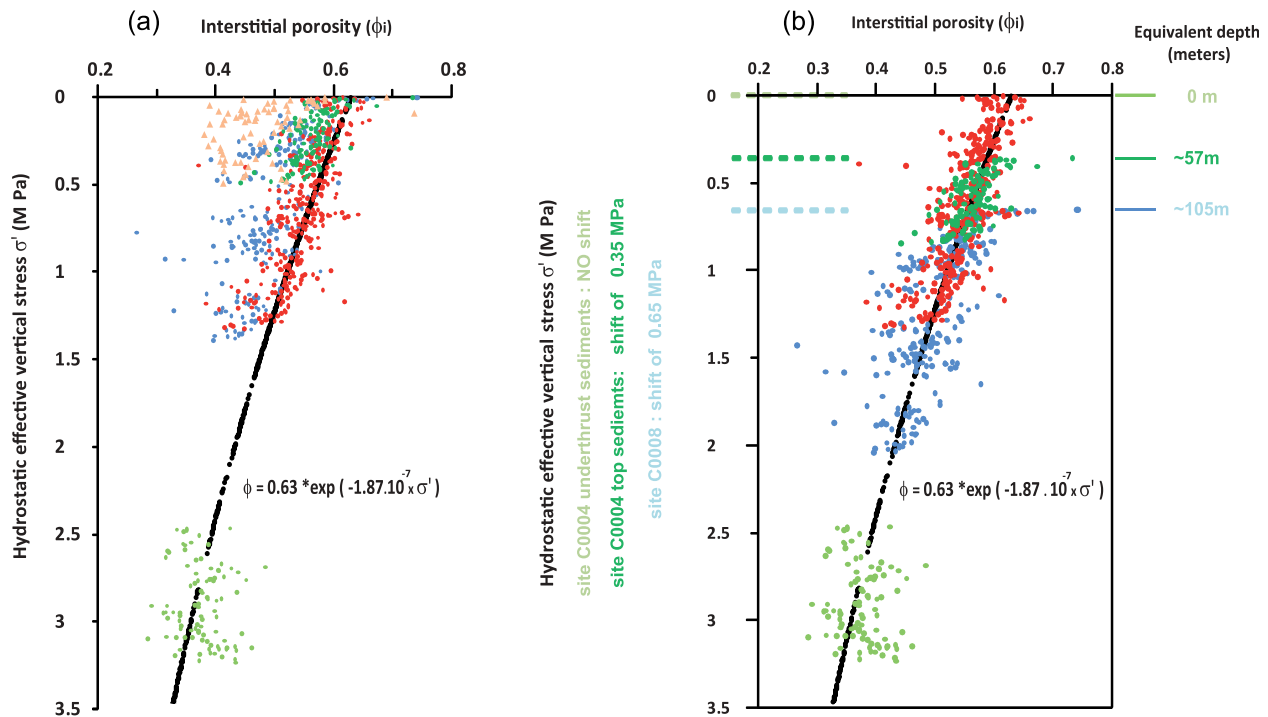 (a)
Interstitial porosity (ϕi)
0.2 0.4 0.6 0.8
0
0.5
1
1.5
2
2.5
3
3.5
Hydrostatic effective vertical stress σ' (M Pa)
ϕ = 0.63 *exp ( -1.87.10^-7 x σ' )
Hydrostatic effective vertical stress σ' (M Pa)
site C0004 underthrust sediments : NO shift
site C0004 top sediemts: shift of 0.35 MPa
site C0008 : shift of 0.65 MPa
(b)
Interstitial porosity (ϕi)
0.2 0.3 0.4 0.5 0.6 0.8
0
0.5
1
1.5
2
2.5
3
3.5
ϕ = 0.63 *exp ( -1.87 . 10^-7 x σ' )
Equivalent depth
(meters)
0 m
~57m
~105m